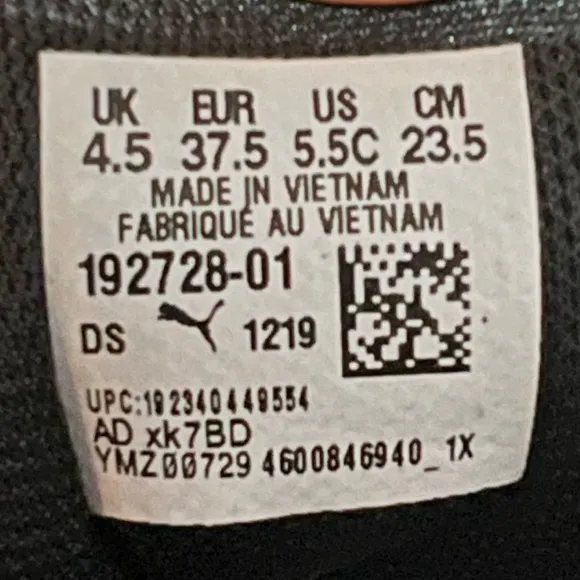 UK EUR US CM
4.5 37.5 5.5C 23.5
MADE IN VIETNAM
FABRIQUÉ AU VIETNAM
192728-01
DS 1219
UPC:192340449554
AD xk7BD
YMZ00729 4600846940_1X